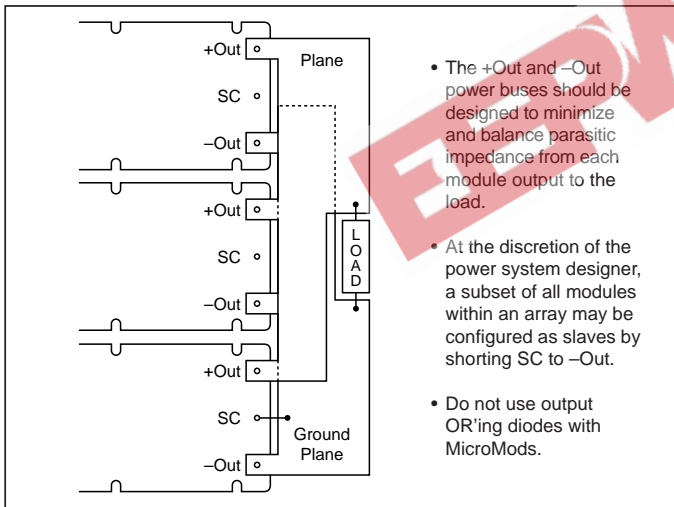 +Out
Plane
SC
–Out
+Out
SC
–Out
LOAD
+Out
SC
Ground
Plane
–Out
• The +Out and –Out
power buses should be
designed to minimize
and balance parasitic
impedance from each
module output to the
load.
• At the discretion of the
power system designer,
a subset of all modules
within an array may be
configured as slaves by
shorting SC to –Out.
• Do not use output
OR'ing diodes with
MicroMods.
EEPW